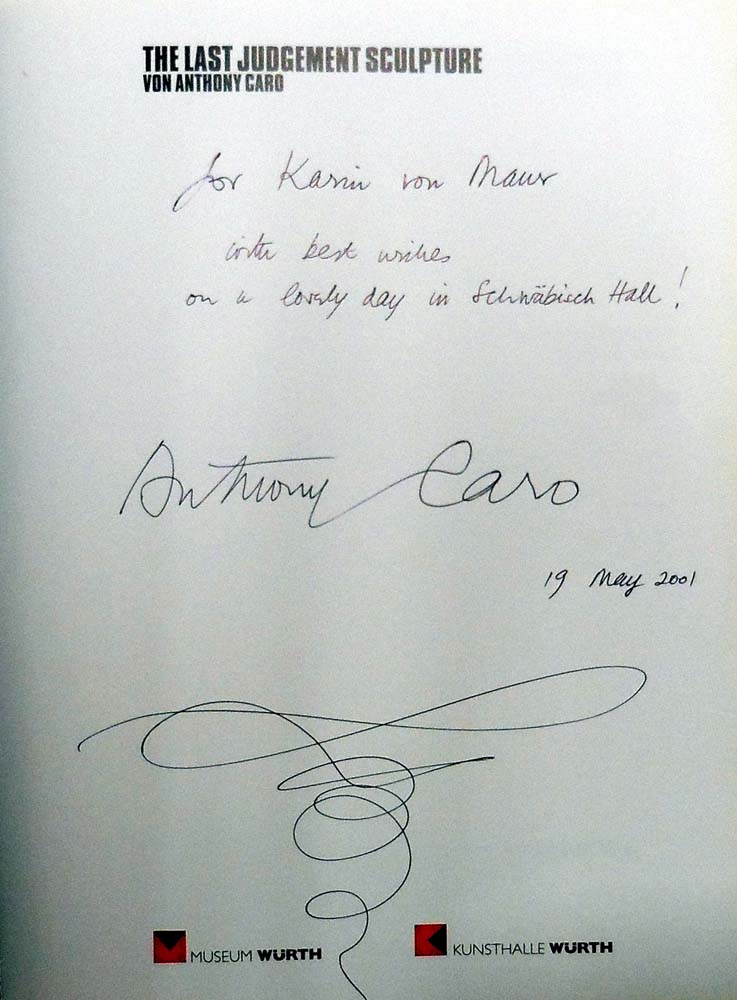 THE LAST JUDGEMENT SCULPTURE
VON ANTHONY CARO
for Karin von Maur
with best wishes
on a lovely day in Schwäbisch Hall!
Anthony Caro
19 May 2001
MUSEUM WÜRTH
KUNSTHALLE WÜRTH